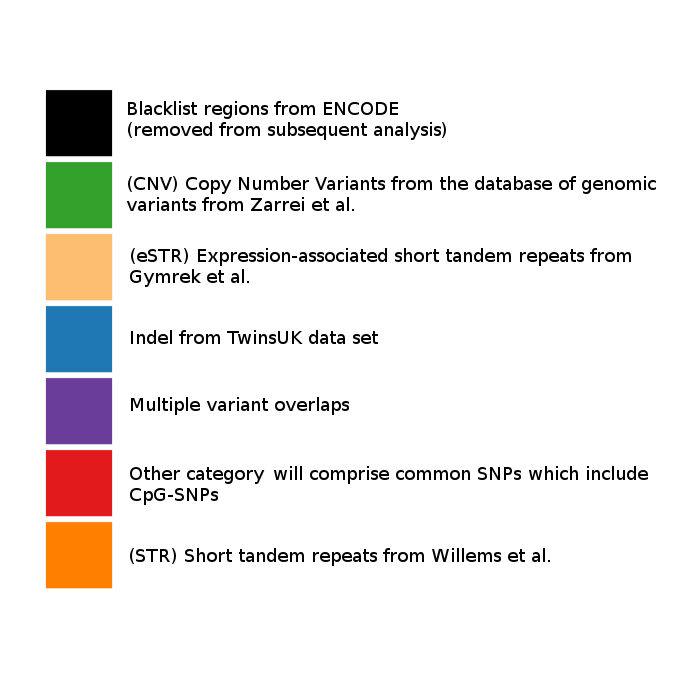 Blacklist regions from ENCODE
(removed from subsequent analysis)
(CNV) Copy Number Variants from the database of genomic
variants from Zarrei et al.
(eSTR) Expression-associated short tandem repeats from
Gymrek et al.
Indel from TwinsUK data set
Multiple variant overlaps
Other category will comprise common SNPs which include
CpG-SNPs
(STR) Short tandem repeats from Willems et al.